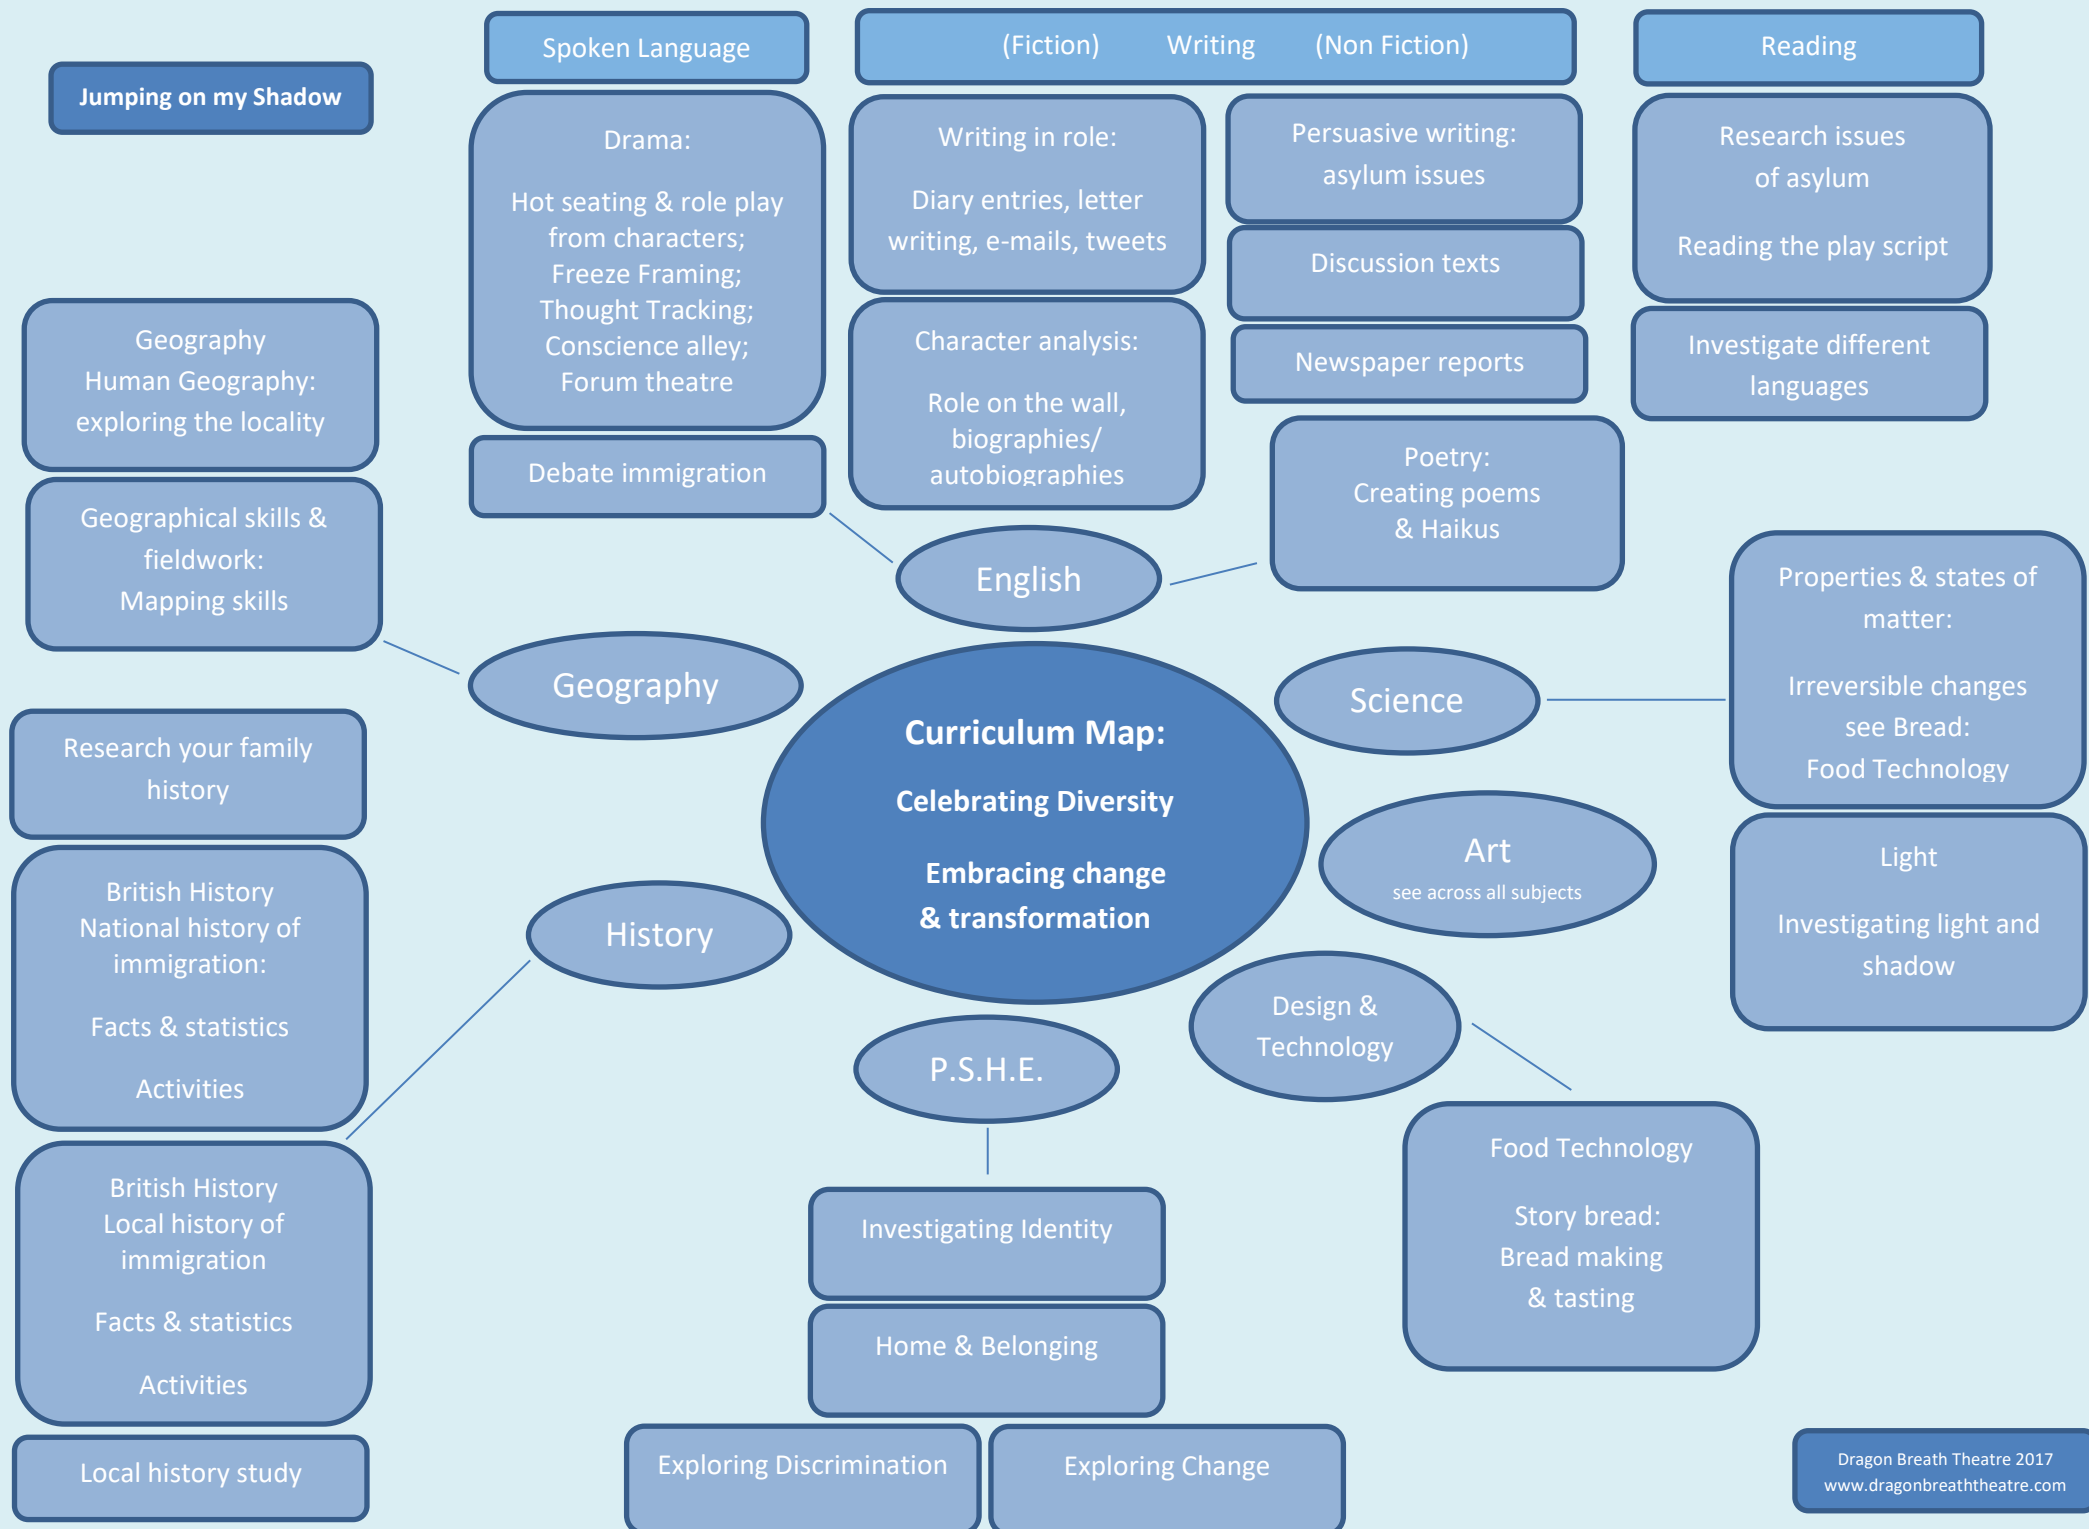 Jumping on my Shadow
Spoken Language
(Fiction) Writing (Non Fiction)
Reading
Drama:
Hot seating & role play
from characters;
Freeze Framing;
Thought Tracking;
Conscience alley;
Forum theatre
Debate immigration
Writing in role:
Diary entries, letter
writing, e-mails, tweets
Character analysis:
Role on the wall,
biographies/
autobiographies
Persuasive writing:
asylum issues
Discussion texts
Newspaper reports
Poetry:
Creating poems
& Haikus
Research issues
of asylum
Reading the play script
Investigate different
languages
Geography
Human Geography:
exploring the locality
Geographical skills &
fieldwork:
Mapping skills
English
Geography
Science
Properties & states of
matter:
Irreversible changes
see Bread:
Food Technology
Light
Investigating light and
shadow
Curriculum Map:
Celebrating Diversity
Embracing change
& transformation
Art
see across all subjects
Research your family
history
British History
National history of
immigration:
Facts & statistics
Activities
History
British History
Local history of
immigration
Facts & statistics
Activities
Local history study
P.S.H.E.
Design &
Technology
Investigating Identity
Home & Belonging
Exploring Discrimination
Exploring Change
Food Technology
Story bread:
Bread making
& tasting
Dragon Breath Theatre 2017
www.dragonbreaththeatre.com